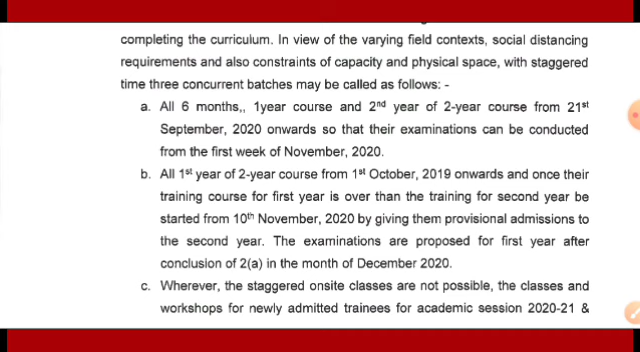 completing the curriculum. In view of the varying field contexts, social distancing
requirements and also constraints of capacity and physical space, with staggered
time three concurrent batches may be called as follows: -
a. All 6 months,, 1year course and 2nd year of 2-year course from 21st
September, 2020 onwards so that their examinations can be conducted
from the first week of November, 2020.
b. All 1st year of 2-year course from 1st October, 2019 onwards and once their
training course for first year is over than the training for second year be
started from 10th November, 2020 by giving them provisional admissions to
the second year. The examinations are proposed for first year after
conclusion of 2(a) in the month of December 2020.
c. Wherever, the staggered onsite classes are not possible, the classes and
workshops for newly admitted trainees for academic session 2020-21 &